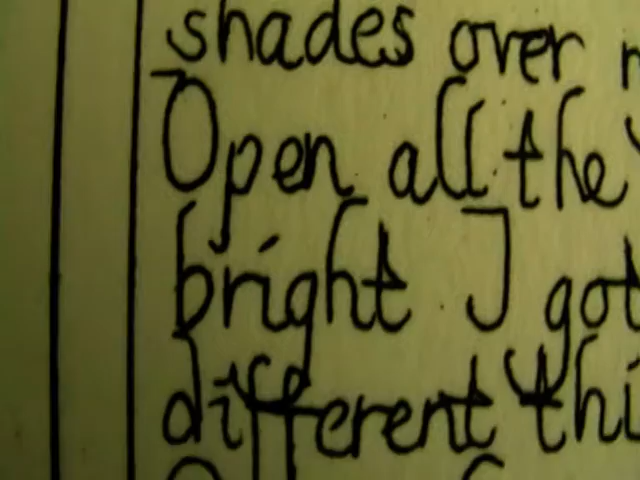 shades over
Open all the
bright I got
different thi